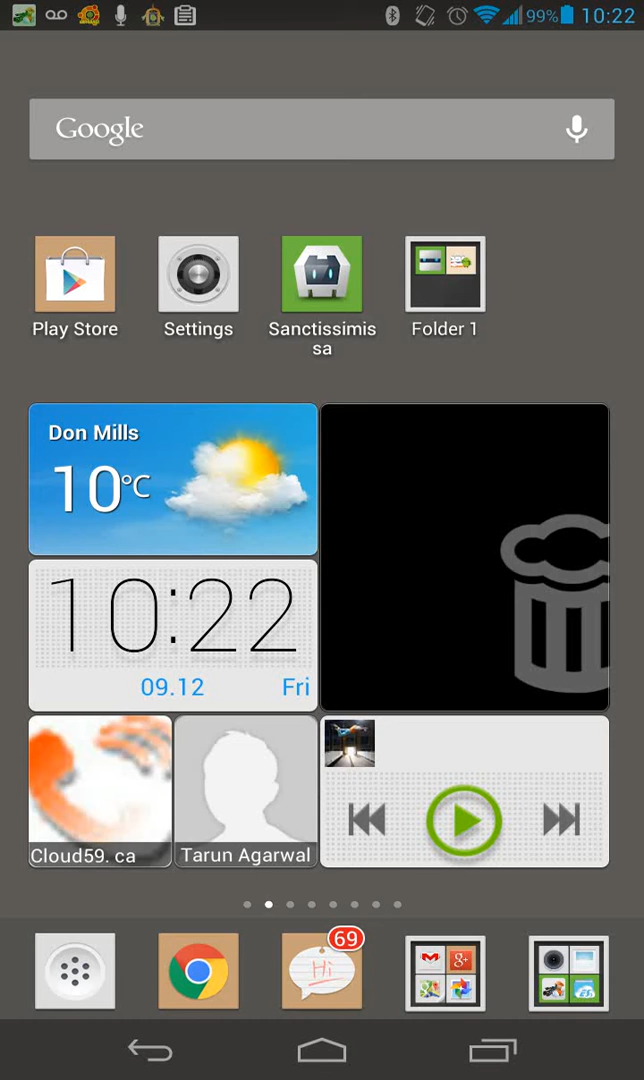 99% 10:22
Google
Play Store
Settings
Sanctissimis
sa
Folder 1
Don Mills
10°C
10:22
09.12 Fri
Cloud59. ca
Tarun Agarwal
69
Hi